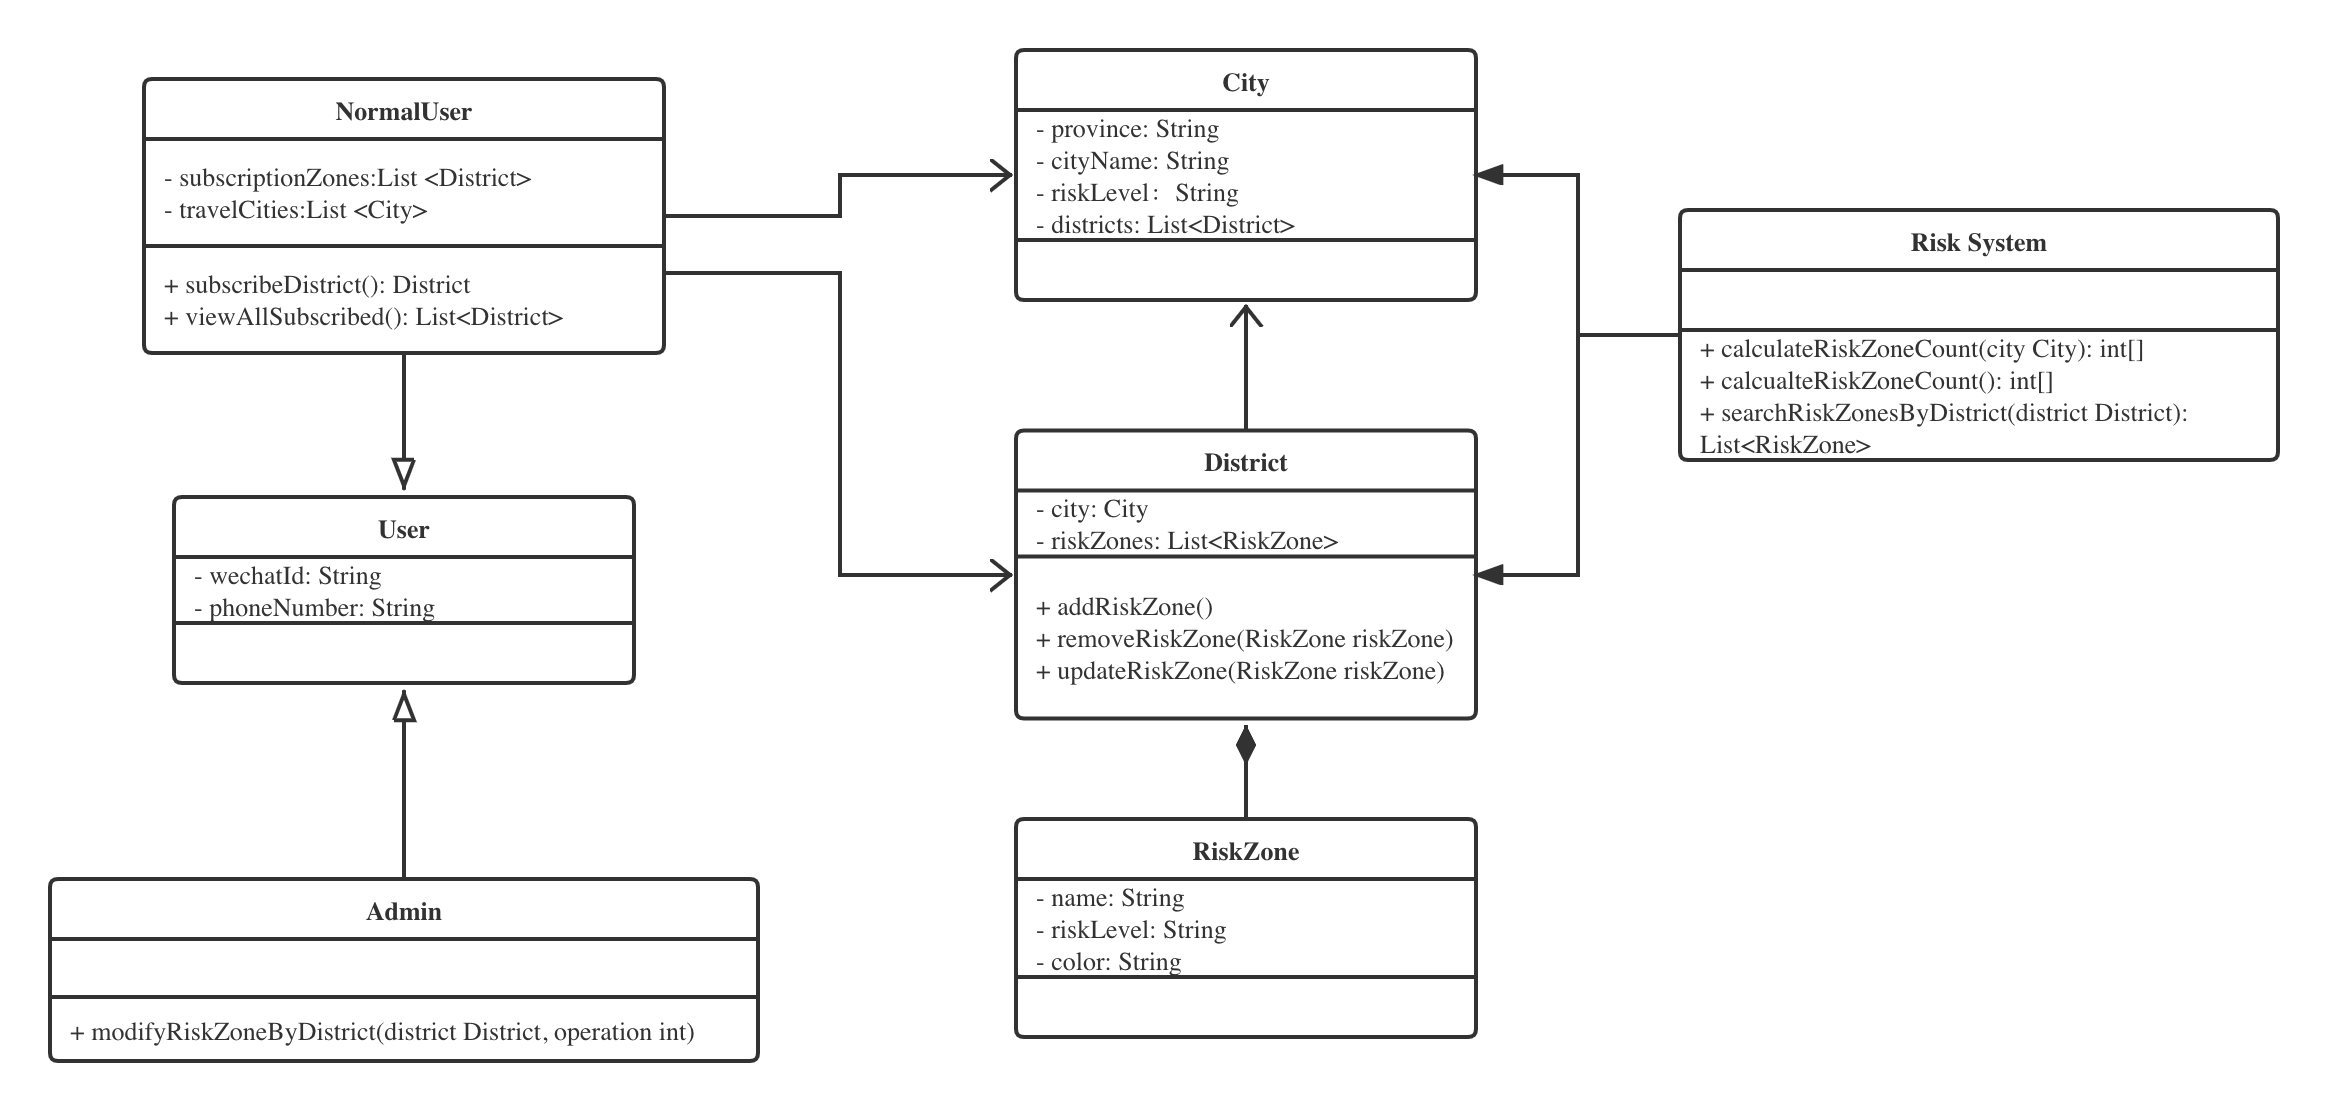 NormalUser
- subscriptionZones:List <District>
- travelCities:List <City>
+ subscribeDistrict(): District
+ viewAllSubscribed(): List<District>
User
- wechatId: String
- phoneNumber: String
Admin
+ modifyRiskZoneByDistrict(district District, operation int)
City
- province: String
- cityName: String
- riskLevel： String
- districts: List<District>
District
- city: City
- riskZones: List<RiskZone>
+ addRiskZone()
+ removeRiskZone(RiskZone riskZone)
+ updateRiskZone(RiskZone riskZone)
RiskZone
- name: String
- riskLevel: String
- color: String
Risk System
+ calculateRiskZoneCount(city City): int[]
+ calcualteRiskZoneCount(): int[]
+ searchRiskZonesByDistrict(district District):
List<RiskZone>